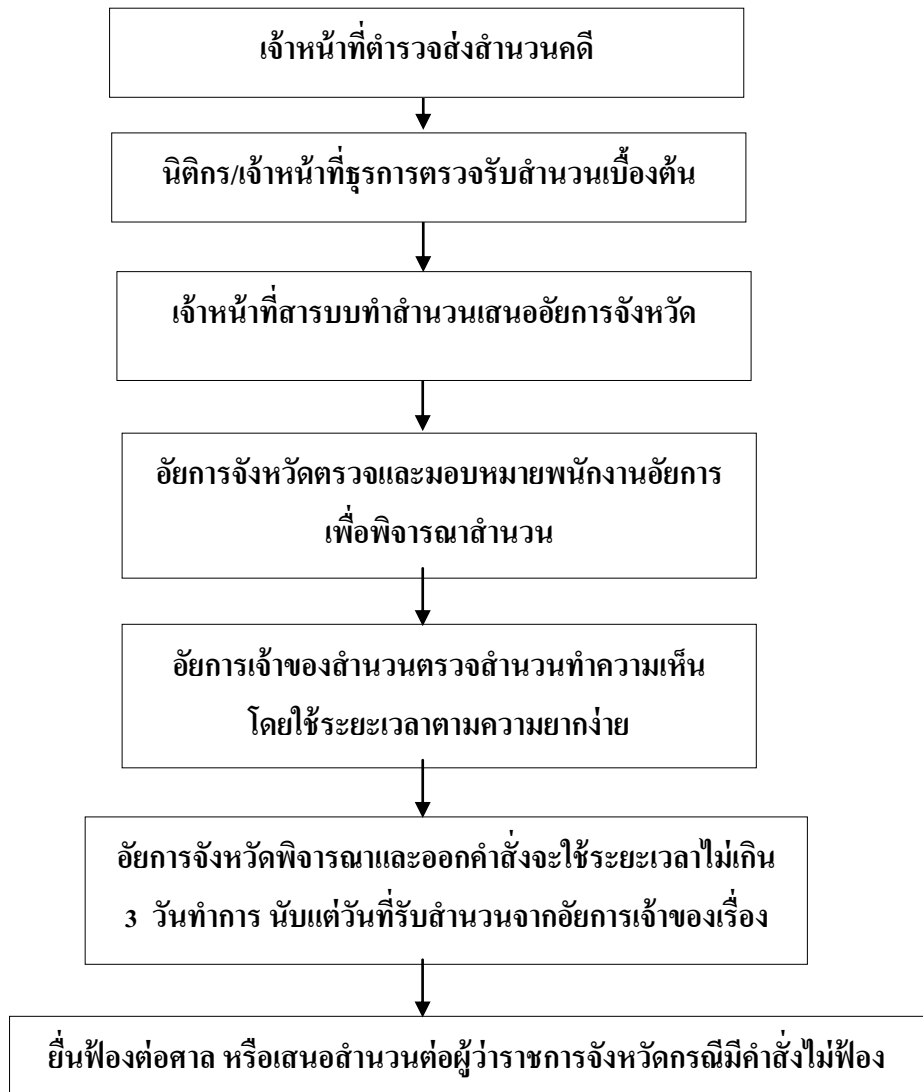 เจ้าหน้าที่ตำรวจส่งสำนวนคดี
นิติกร/เจ้าหน้าที่ธุรการตรวจรับสำนวนเบื้องต้น
เจ้าหน้าที่สารบบทำสำนวนเสนออัยการจังหวัด
อัยการจังหวัดตรวจและมอบหมายพนักงานอัยการ
เพื่อพิจารณาสำนวน
อัยการเจ้าของสำนวนตรวจสำนวนทำความเห็น
โดยใช้ระยะเวลาตามความยากง่าย
อัยการจังหวัดพิจารณาและออกคำสั่งจะใช้ระยะเวลาไม่เกิน
3 วันทำการ นับแต่วันที่รับสำนวนจากอัยการเจ้าของเรื่อง
ยื่นฟ้องต่อศาล หรือเสนอสำนวนต่อผู้ว่าราชการจังหวัดกรณีมีคำสั่งไม่ฟ้อง